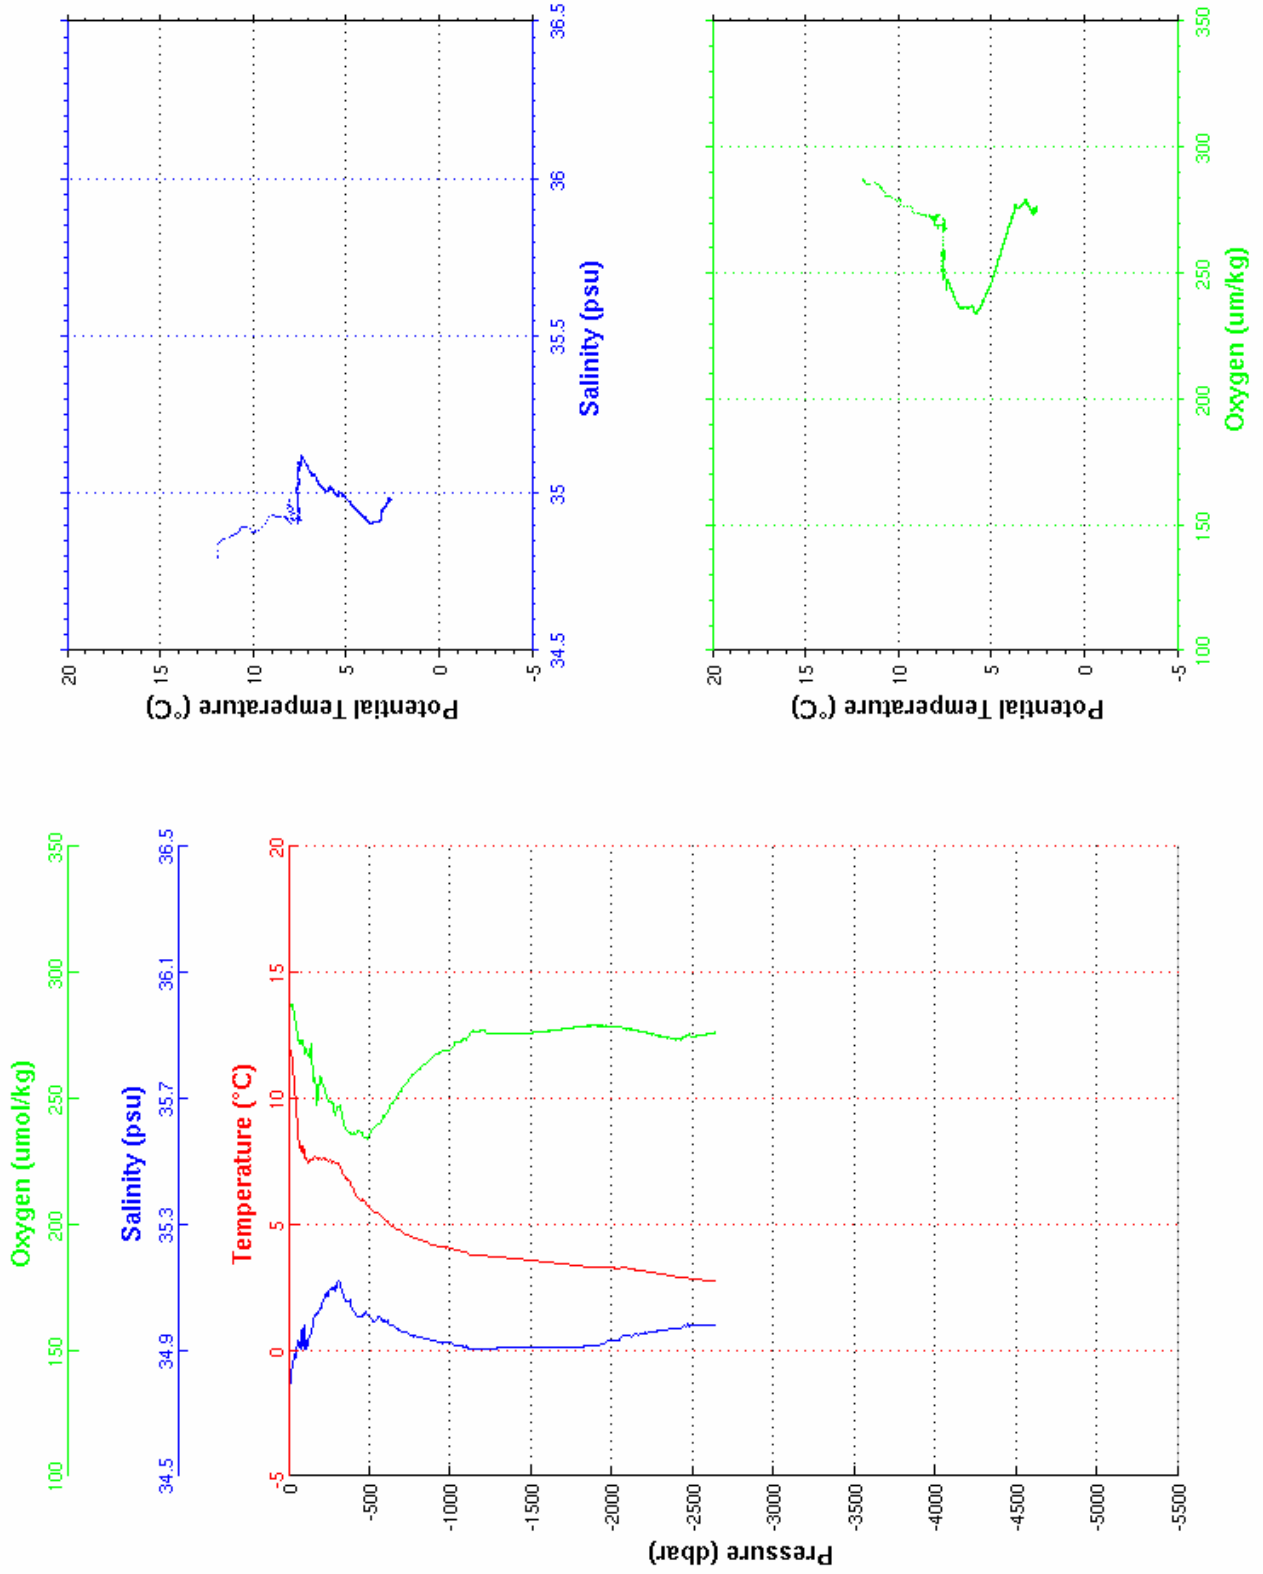 Oxygen (umol/kg)
100 150 200 250 300 350
Salinity (psu)
34.5 34.9 35.3 35.7 36.1 36.5
Temperature (°C)
-5 0 5 10 15 20
Pressure (dbar)
0
-500
-1000
-1500
-2000
-2500
-3000
-3500
-4000
-4500
-5000
-5500
Potential Temperature (°C)
20
15
10
5
0
-5
34.5 35 35.5 36 36.5
Salinity (psu)
Potential Temperature (°C)
20
15
10
5
0
-5
100 150 200 250 300 350
Oxygen (um/kg)